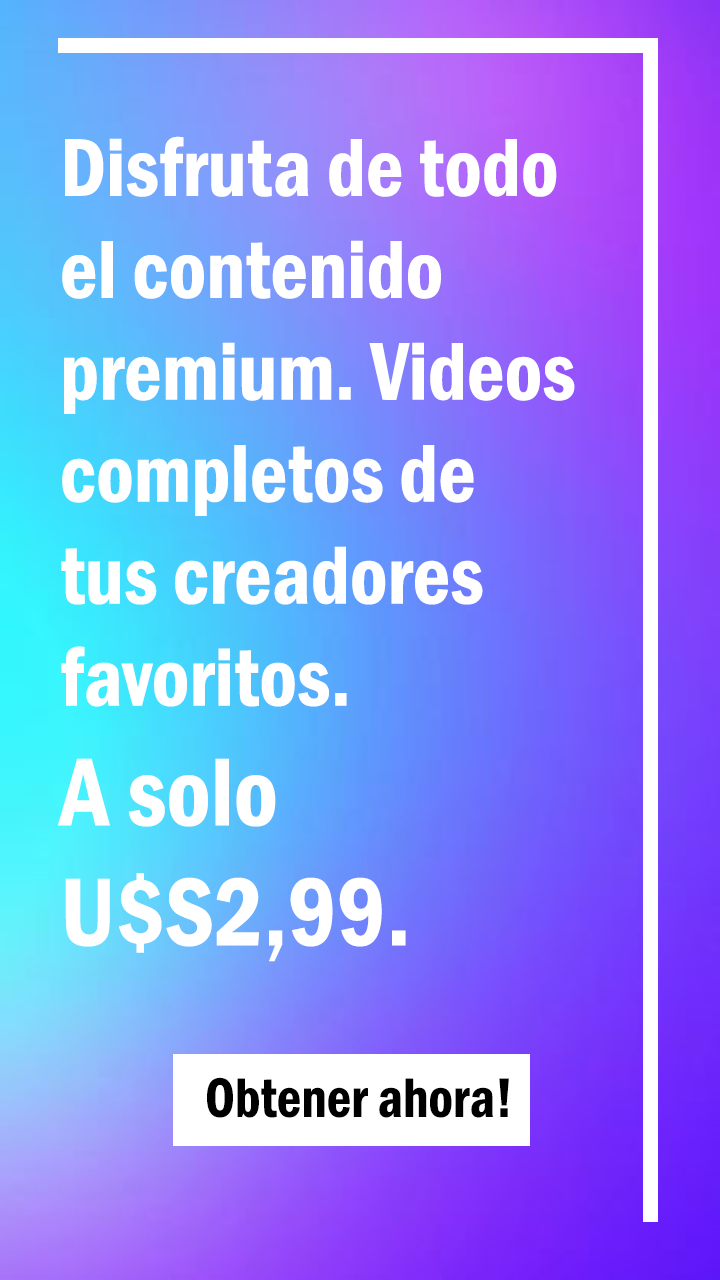 Disfruta de todo
el contenido
premium. Videos
completos de
tus creadores
favoritos.
A solo
U$S2,99.
Obtener ahora!